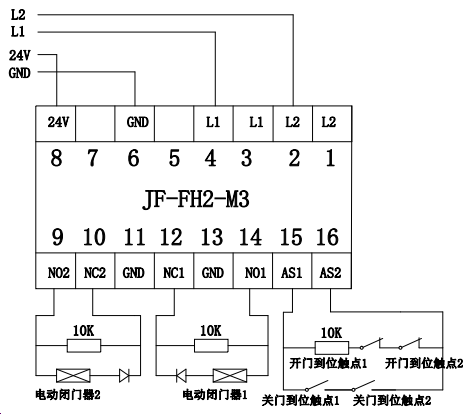 L2
L1
24V
GND
24V GND L1 L1 L2 L2
8 7 6 5 4 3 2 1
JF-FH2-M3
9 10 11 12 13 14 15 16
NO2 NC2 GND NC1 GND NO1 AS1 AS2
10K 10K 10K
开门到位触点1 开门到位触点2
电动闭门器2 电动闭门器1 关门到位触点1 关门到位触点2